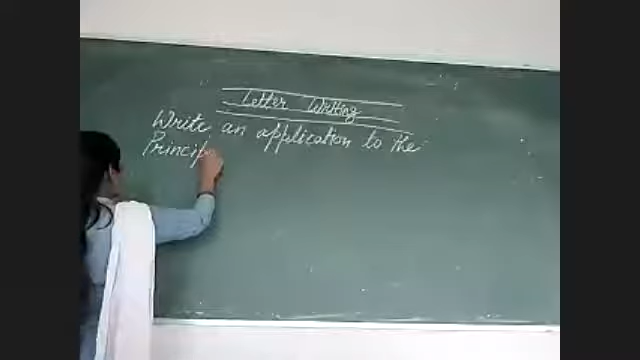 Letter Writing
Write an application to the
Princip